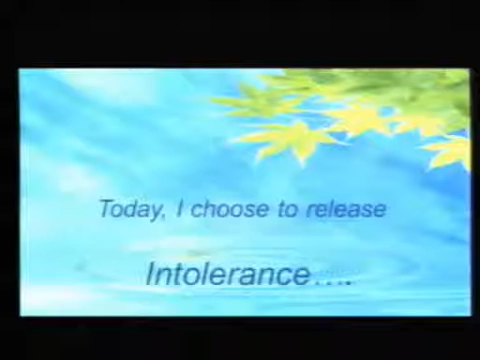 Today, I choose to release
Intolerance....